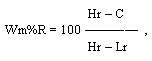 Hr – C
Wm%R = 100 ———— ,
Hr – Lr